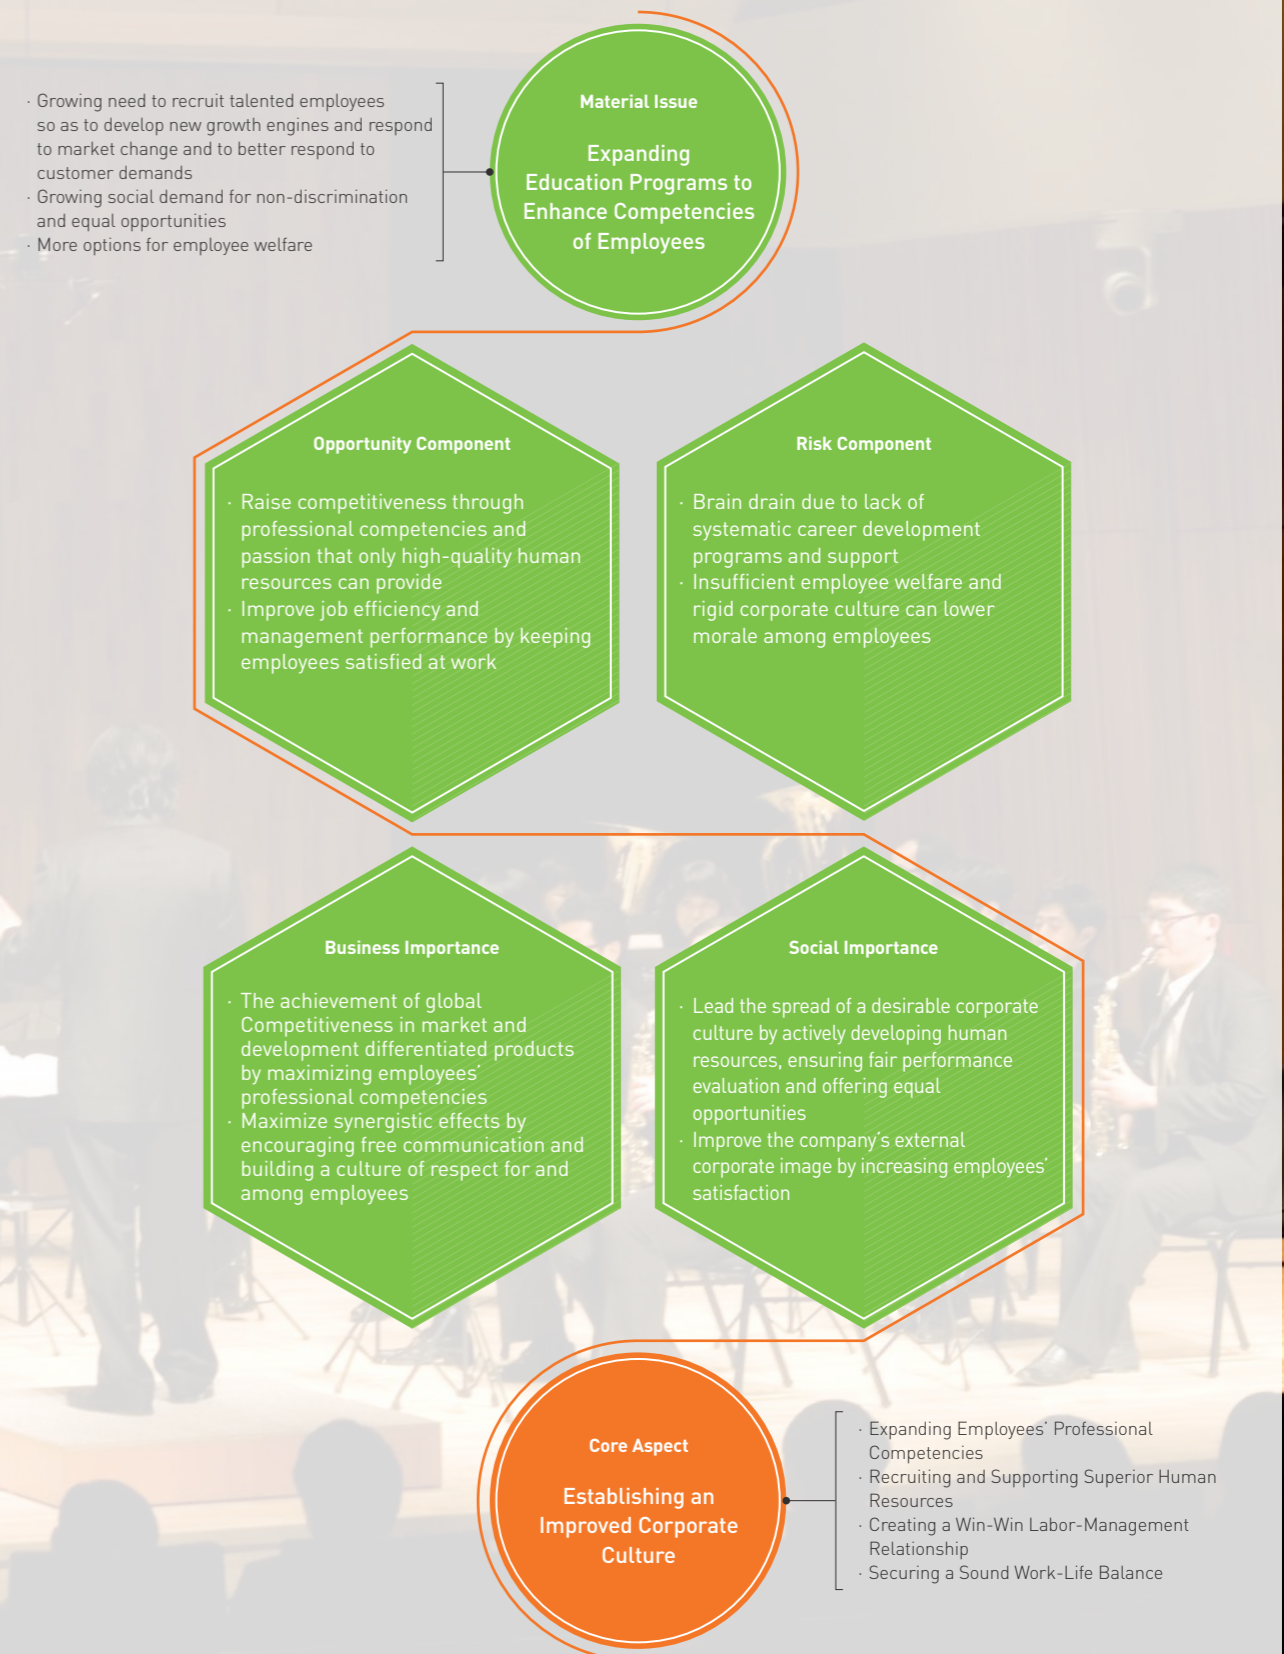 · Growing need to recruit talented employees
so as to develop new growth engines and respond
to market change and to better respond to
customer demands
· Growing social demand for non-discrimination
and equal opportunities
· More options for employee welfare
Material Issue
Expanding
Education Programs to
Enhance Competencies
of Employees
Opportunity Component
· Raise competitiveness through
professional competencies and
passion that only high-quality human
resources can provide
· Improve job efficiency and
management performance by keeping
employees satisfied at work
Risk Component
· Brain drain due to lack of
systematic career development
programs and support
· Insufficient employee welfare and
rigid corporate culture can lower
morale among employees
Business Importance
· The achievement of global
Competitiveness in market and
development differentiated products
by maximizing employees’
professional competencies
· Maximize synergistic effects by
encouraging free communication and
building a culture of respect for and
among employees
Social Importance
· Lead the spread of a desirable corporate
culture by actively developing human
resources, ensuring fair performance
evaluation and offering equal
opportunities
· Improve the company’s external
corporate image by increasing employees’
satisfaction
Core Aspect
Establishing an
Improved Corporate
Culture
· Expanding Employees’ Professional
Competencies
· Recruiting and Supporting Superior Human
Resources
· Creating a Win-Win Labor-Management
Relationship
· Securing a Sound Work-Life Balance